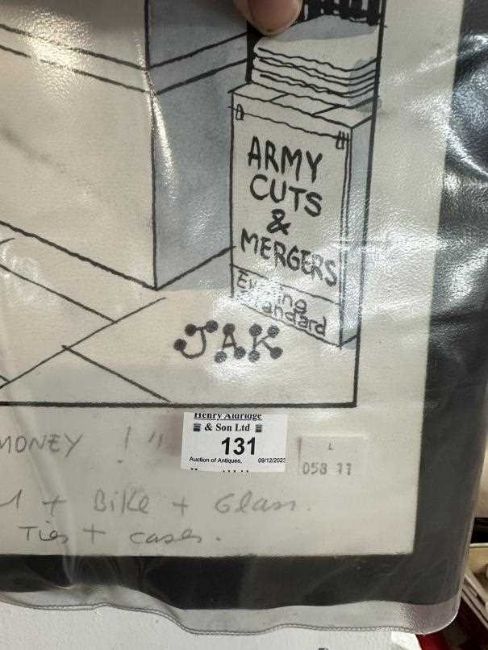 ARMY
CUTS
&
MERGERS
Evening
Standard
JAK
MONEY ! "
Henry Aldridge
& Son Ltd
131
Auction of Antiques,
09/12/2023
058 11
+ Bike + Glass.
Ties + cases.